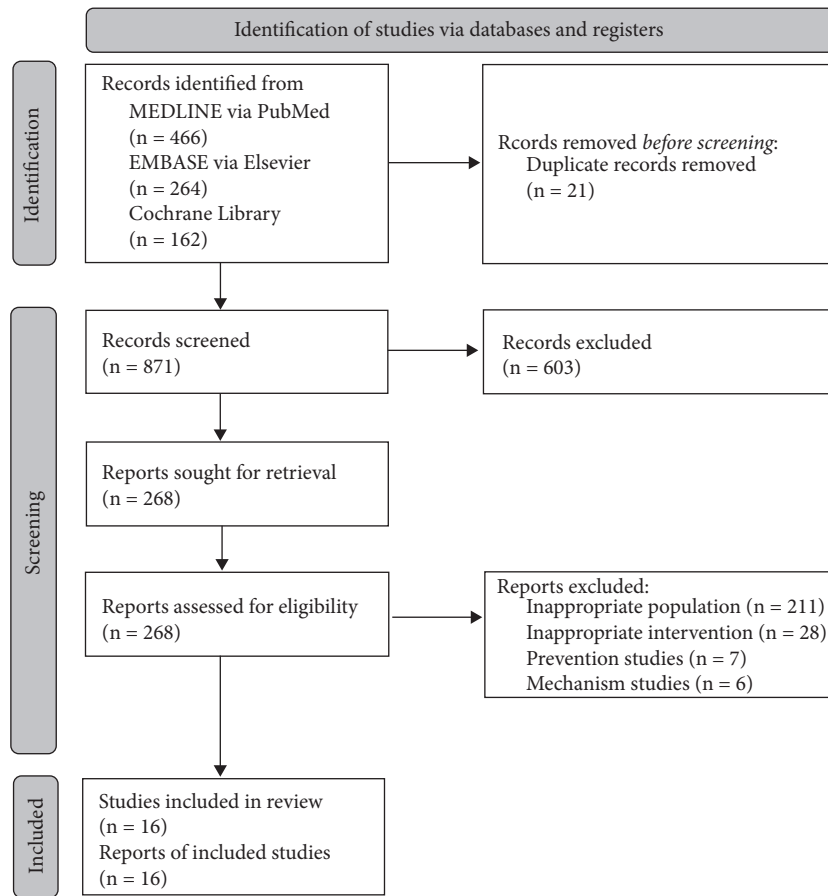 Identification of studies via databases and registers
Identification
Records identified from
MEDLINE via PubMed
(n = 466)
EMBASE via Elsevier
(n = 264)
Cochrane Library
(n = 162)
Rcords removed before screening:
Duplicate records removed
(n = 21)
Screening
Records screened
(n = 871)
Records excluded
(n = 603)
Reports sought for retrieval
(n = 268)
Reports assessed for eligibility
(n = 268)
Reports excluded:
Inappropriate population (n = 211)
Inappropriate intervention (n = 28)
Prevention studies (n = 7)
Mechanism studies (n = 6)
Included
Studies included in review
(n = 16)
Reports of included studies
(n = 16)